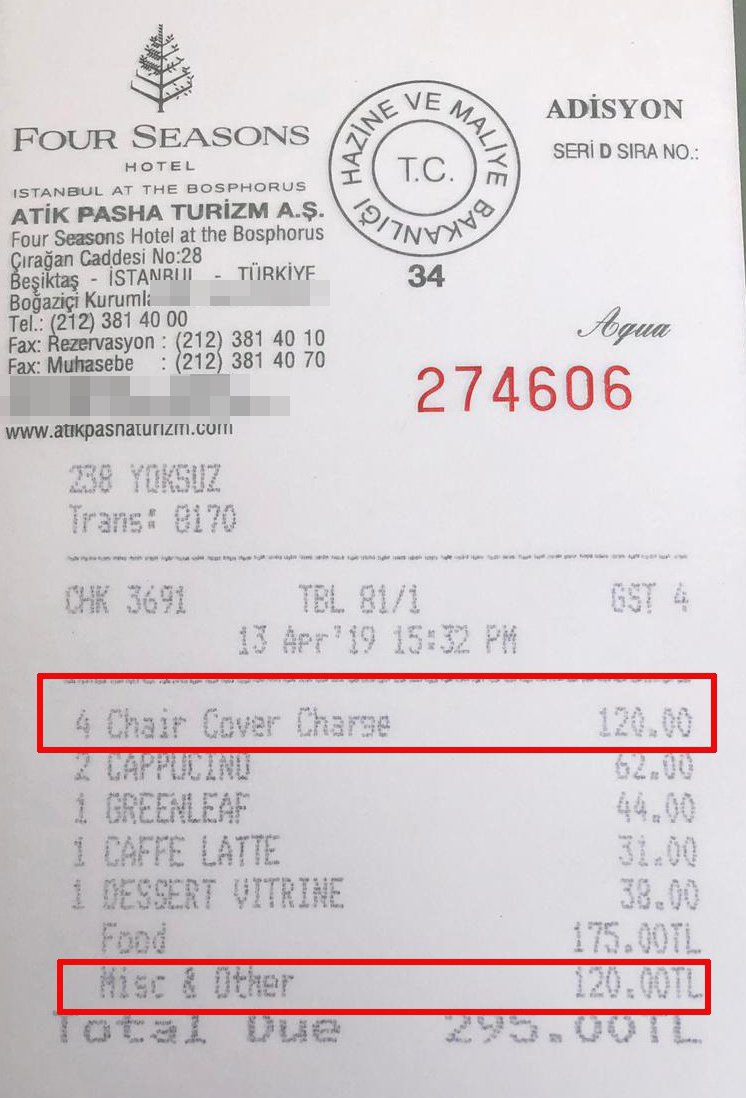 FOUR SEASONS
HOTEL
ISTANBUL AT THE BOSPHORUS
ATİK PASHA TURİZM A.Ş.
Four Seasons Hotel at the Bosphorus
Çırağan Caddesi No:28
Beşiktaş - İSTANBUL - TÜRKİYE
Boğaziçi Kurumla
Tel.: (212) 381 40 00
Fax: Rezervasyon : (212) 381 40 10
Fax: Muhasebe : (212) 381 40 70
www.atikpashaturizm.com
HAZİNE VE MALİYE BAKANLIĞI
T.C.
34
ADİSYON
SERİ D SIRA NO.:
Aqua
274606
238 YOKSUZ
Trans: 8170
CHK 3691 TBL 81/1 GST 4
13 Apr'19 15:32 PM
4 Chair Cover Charge 120.00
2 CAPPUCINO 62.00
1 GREENLEAF 44.00
1 CAFFE LATTE 31.00
1 DESSERT VITRINE 38.00
Food 175.00TL
Misc & Other 120.00TL
Total Due 295.00TL